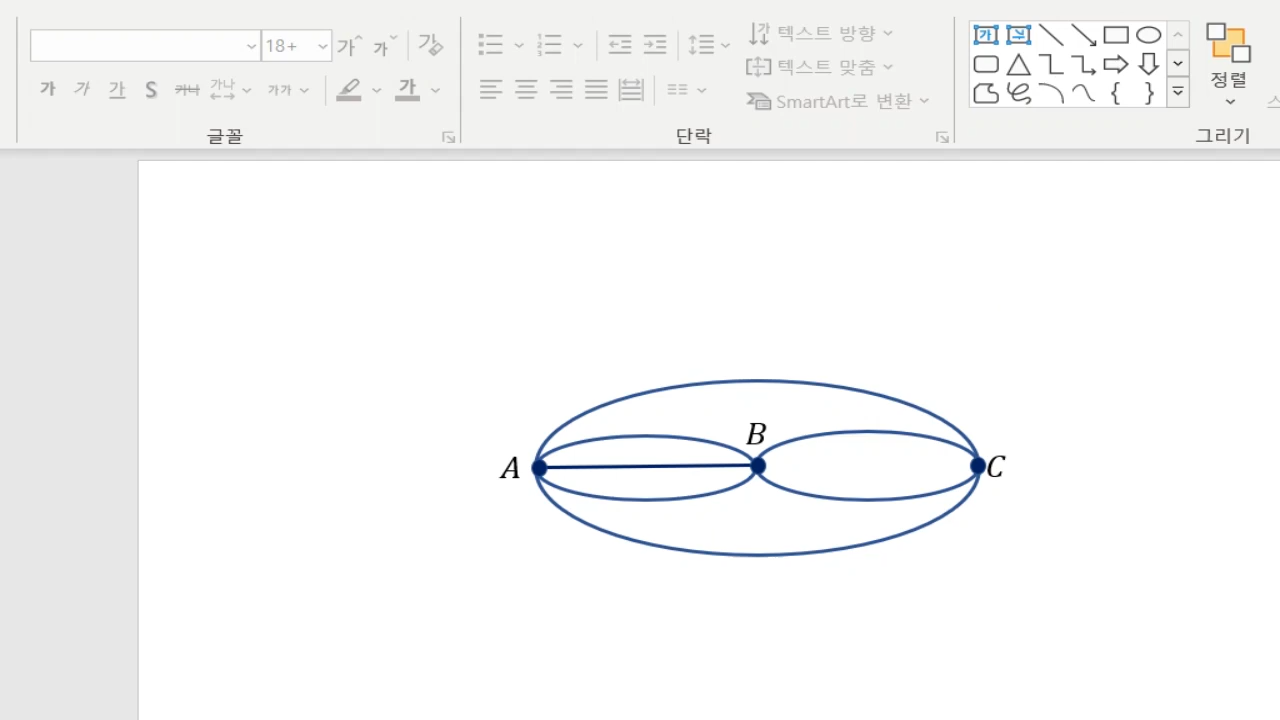 18+
가 가 가
텍스트 방향
텍스트 맞춤
가 가 가 S 가나 가나 가가 가
SmartArt로 변환
글꼴
단락
정렬
그리기
B
A
C